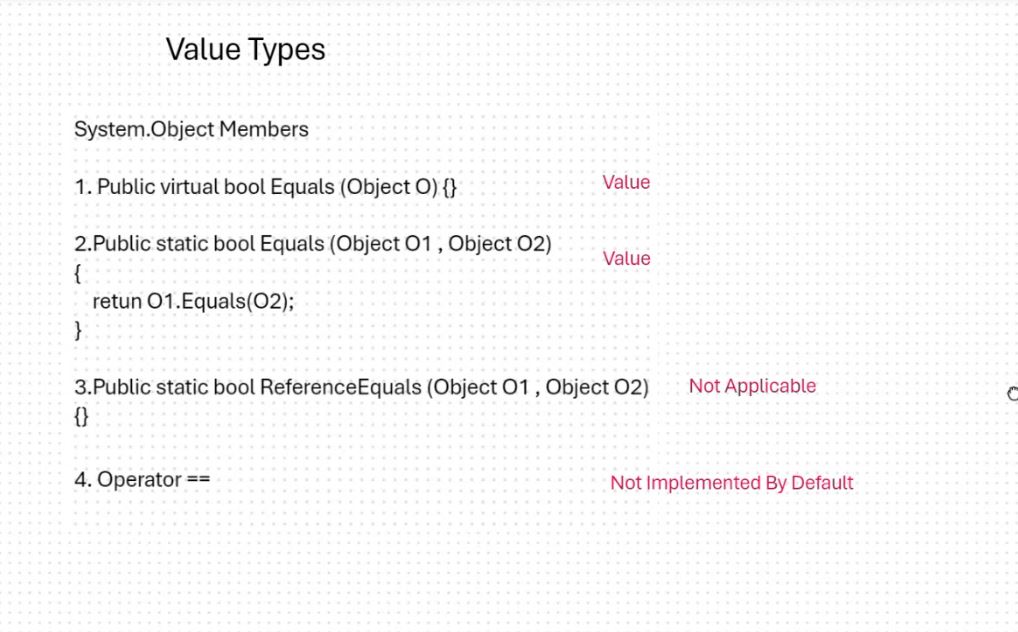 Value Types
System.Object Members
1. Public virtual bool Equals (Object O) {}
Value
2.Public static bool Equals (Object O1 , Object O2)
Value
{
retun O1.Equals(O2);
}
3.Public static bool ReferenceEquals (Object O1 , Object O2)
Not Applicable
{}
4. Operator ==
Not Implemented By Default